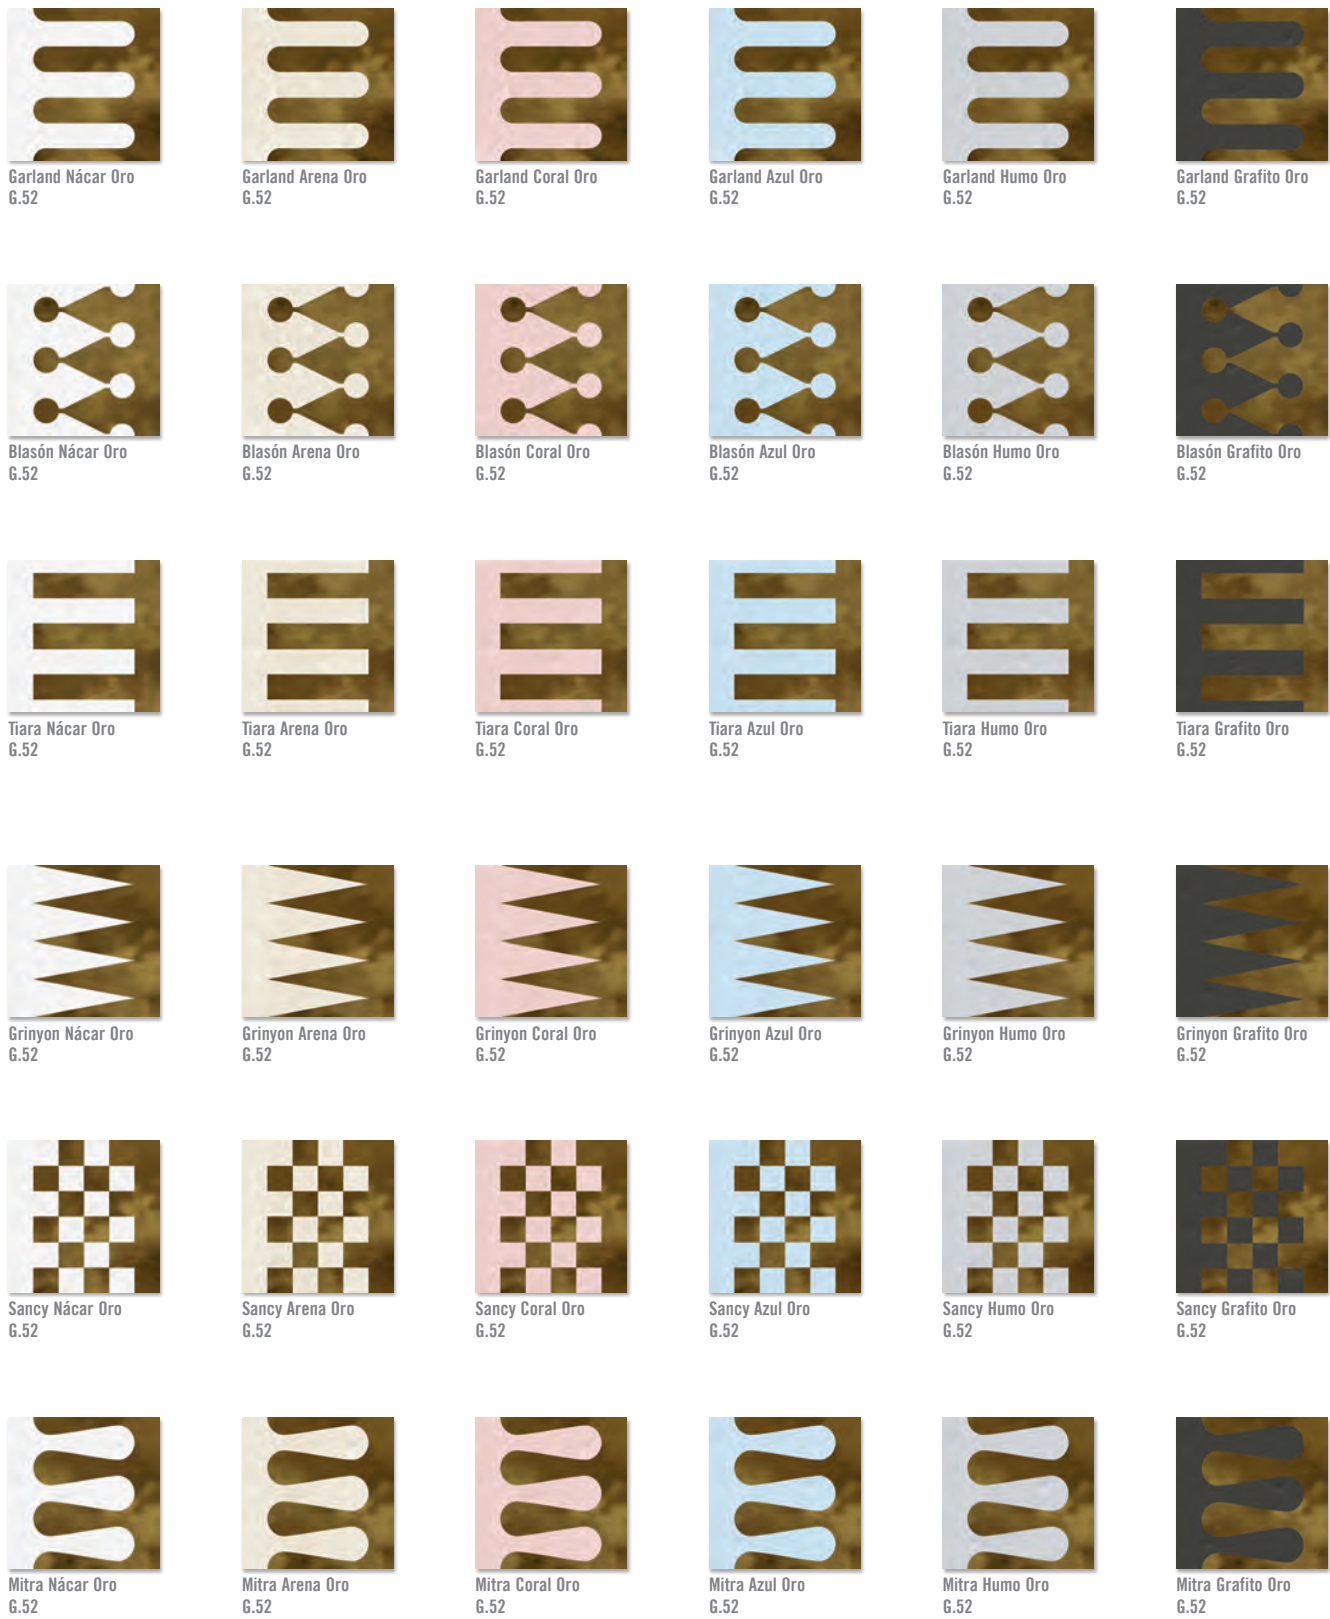 Garland Nácar Oro
G.52
Garland Arena Oro
G.52
Garland Coral Oro
G.52
Garland Azul Oro
G.52
Garland Humo Oro
G.52
Garland Grafito Oro
G.52
Blasón Nácar Oro
G.52
Blasón Arena Oro
G.52
Blasón Coral Oro
G.52
Blasón Azul Oro
G.52
Blasón Humo Oro
G.52
Blasón Grafito Oro
G.52
Tiara Nácar Oro
G.52
Tiara Arena Oro
G.52
Tiara Coral Oro
G.52
Tiara Azul Oro
G.52
Tiara Humo Oro
G.52
Tiara Grafito Oro
G.52
Grinyon Nácar Oro
G.52
Grinyon Arena Oro
G.52
Grinyon Coral Oro
G.52
Grinyon Azul Oro
G.52
Grinyon Humo Oro
G.52
Grinyon Grafito Oro
G.52
Sancy Nácar Oro
G.52
Sancy Arena Oro
G.52
Sancy Coral Oro
G.52
Sancy Azul Oro
G.52
Sancy Humo Oro
G.52
Sancy Grafito Oro
G.52
Mitra Nácar Oro
G.52
Mitra Arena Oro
G.52
Mitra Coral Oro
G.52
Mitra Azul Oro
G.52
Mitra Humo Oro
G.52
Mitra Grafito Oro
G.52